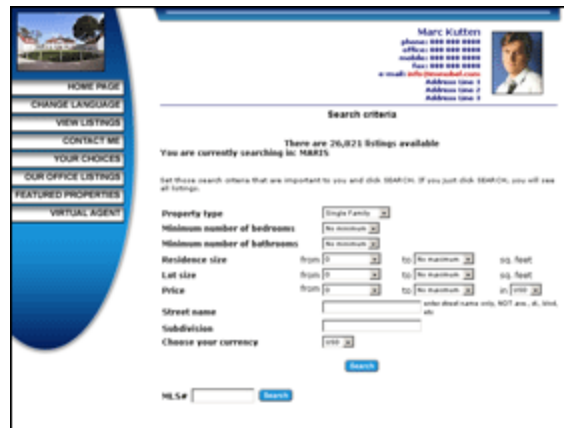 Marc Kutten
phone: 000 000 0000
office: 000 000 0000
mobile: 000 000 0000
fax: 000 000 0000
e-mail:
Address line 1
Address line 2
Address line 3
HOME PAGE
CHANGE LANGUAGE
VIEW LISTINGS
CONTACT ME
YOUR CHOICES
OUR OFFICE LISTINGS
FEATURED PROPERTIES
VIRTUAL AGENT
Search criteria
There are 26,021 listings available
You are currently searching in: MARIS
Set those search criteria that are important to you and click SEARCH. If you just click SEARCH, you will see
all listings.
Property type Single Family
Minimum number of bedrooms No minimum
Minimum number of bathrooms No minimum
Residence size from 0 to No maximum sq. feet
Lot size from 0 to No maximum sq. feet
Price from 0 to No maximum in USD
Street name enter street name only, NOT ave., st., blvd,
etc
Subdivision
Choose your currency USD
Search
MLS# Search